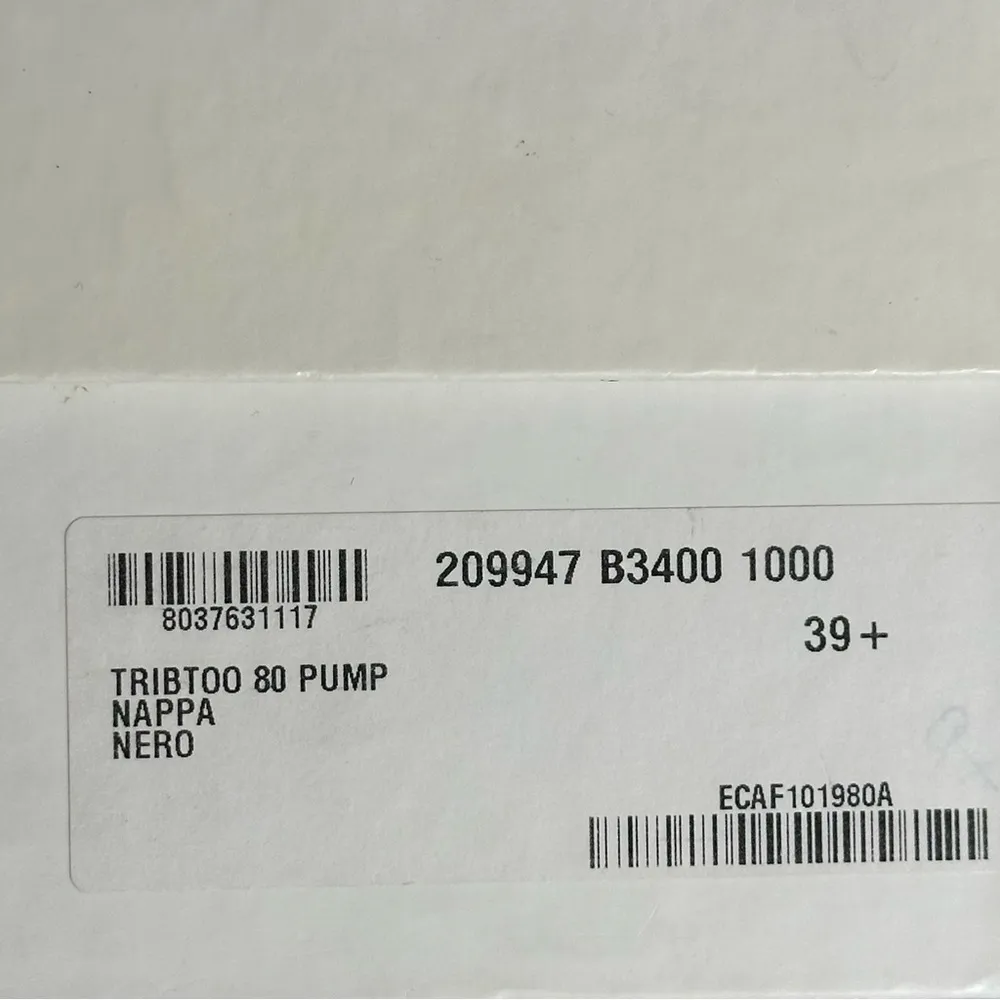 209947 B3400 1000
8037631117
39+
TRIBTOO 80 PUMP
NAPPA
NERO
ECAF101980A